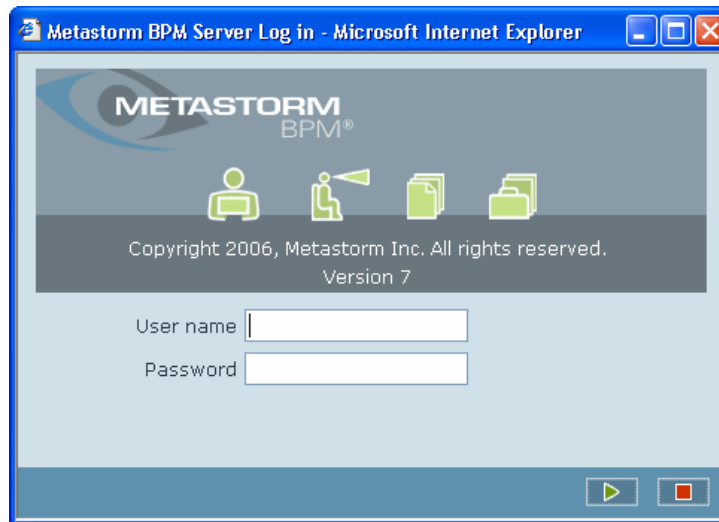 Metastorm BPM Server Log in - Microsoft Internet Explorer
METASTORM
BPM®
Copyright 2006, Metastorm Inc. All rights reserved.
Version 7
User name
Password